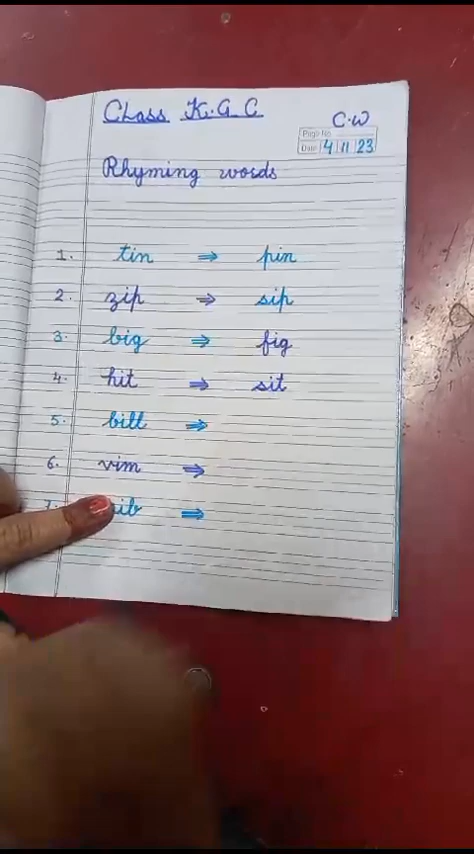 Class K.G C
C.W
Page No.
Date 4 11 23
Rhyming words
1. tin ⇒ pin
2. zip ⇒ sip
3. big ⇒ fig
4. hit ⇒ sit
5. bill ⇒
6. vim ⇒
7. ⇒